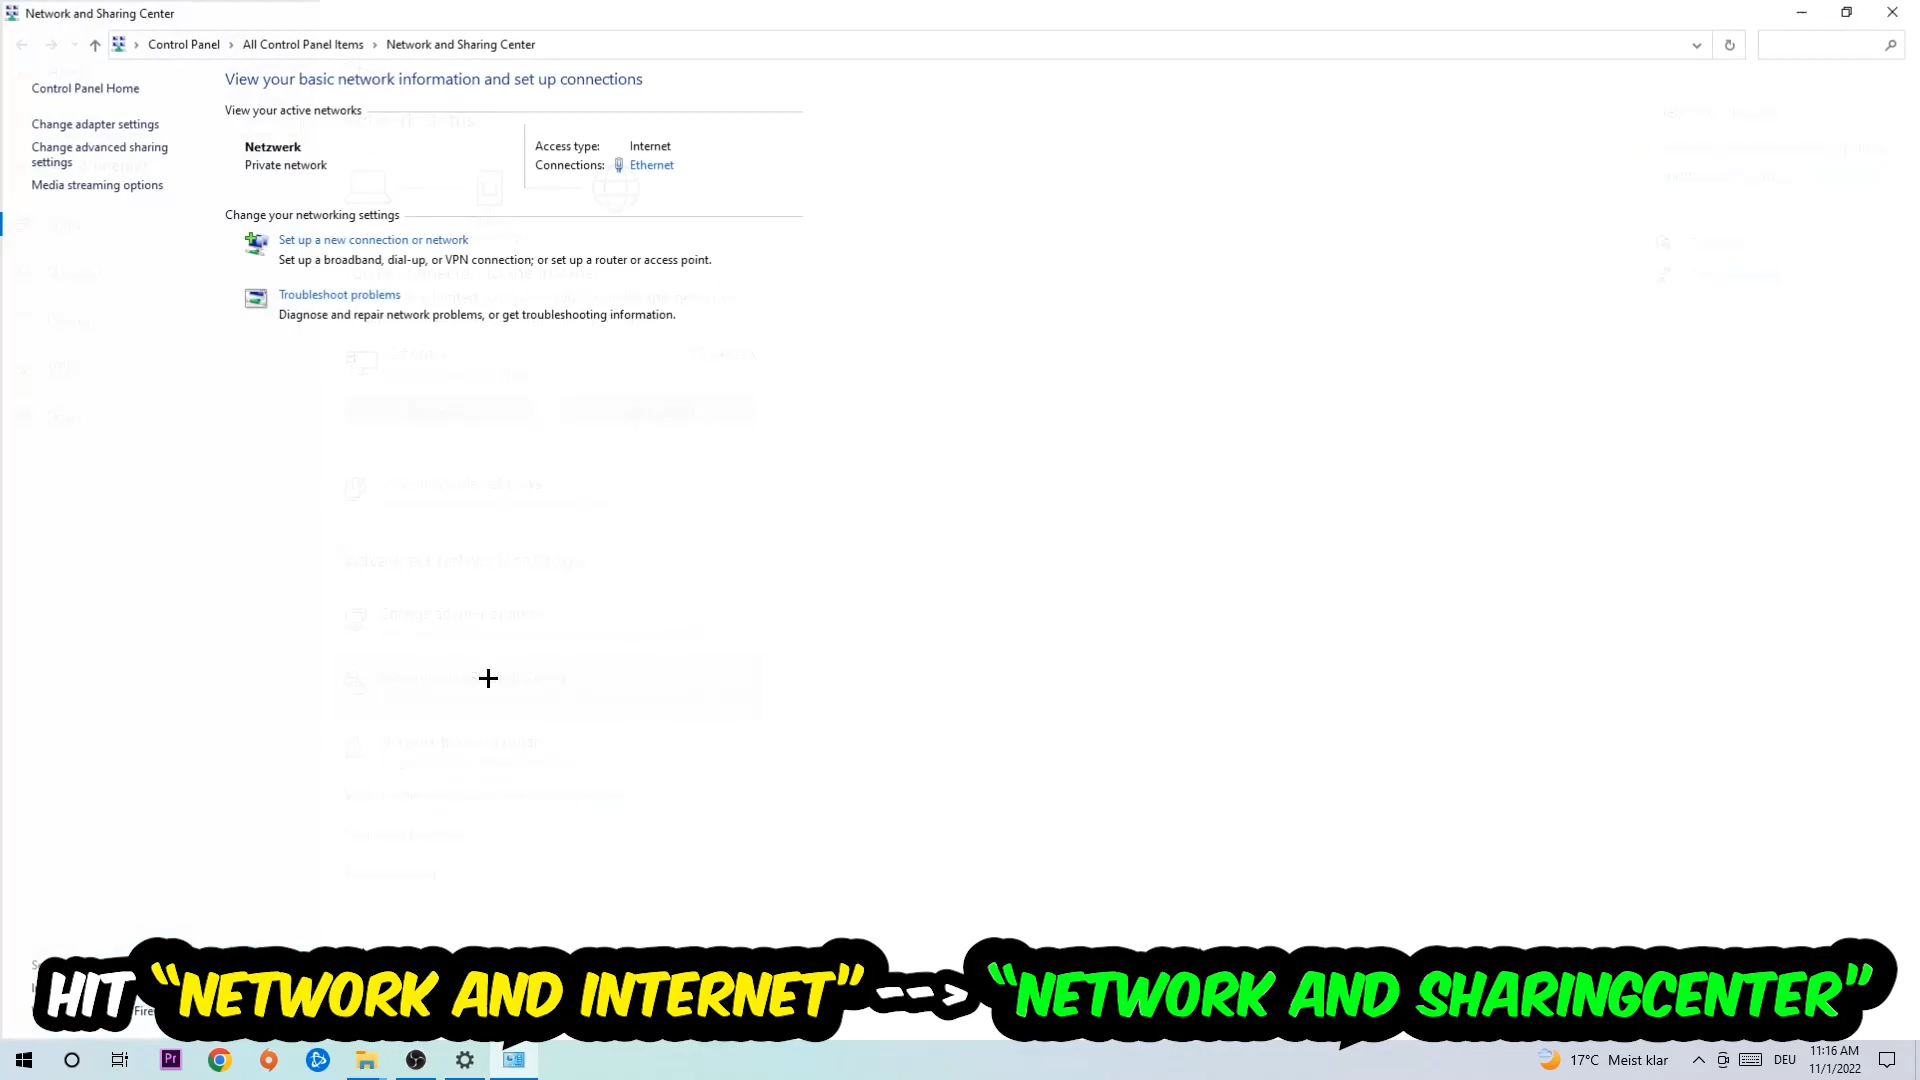 Network and Sharing Center
Control Panel › All Control Panel Items › Network and Sharing Center
Control Panel Home
Change adapter settings
Change advanced sharing
settings
Media streaming options
View your basic network information and set up connections
View your active networks
Netzwerk
Private network
Access type: Internet
Connections: Ethernet
Change your networking settings
Set up a new connection or network
Set up a broadband, dial-up, or VPN connection; or set up a router or access point.
Troubleshoot problems
Diagnose and repair network problems, or get troubleshooting information.
HIT “NETWORK AND INTERNET” ---> “NETWORK AND SHARINGCENTER”
Pr
17°C Meist klar
DEU
11:16 AM
11/1/2022